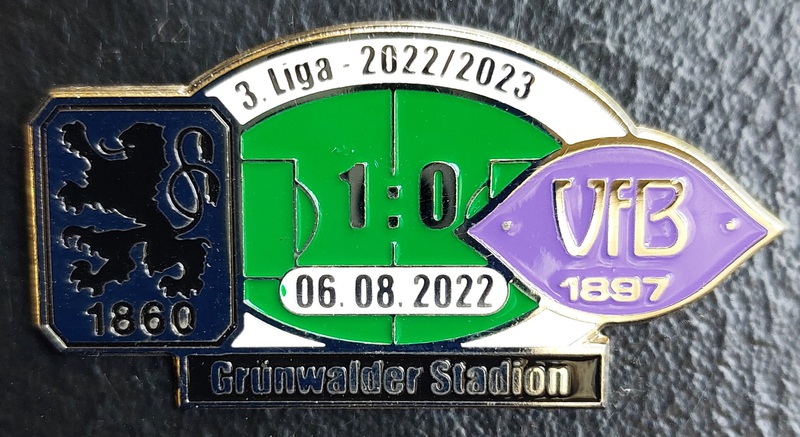 3. Liga - 2022/2023
1860
1:0
VfB
1897
06. 08. 2022
Grünwalder Stadion